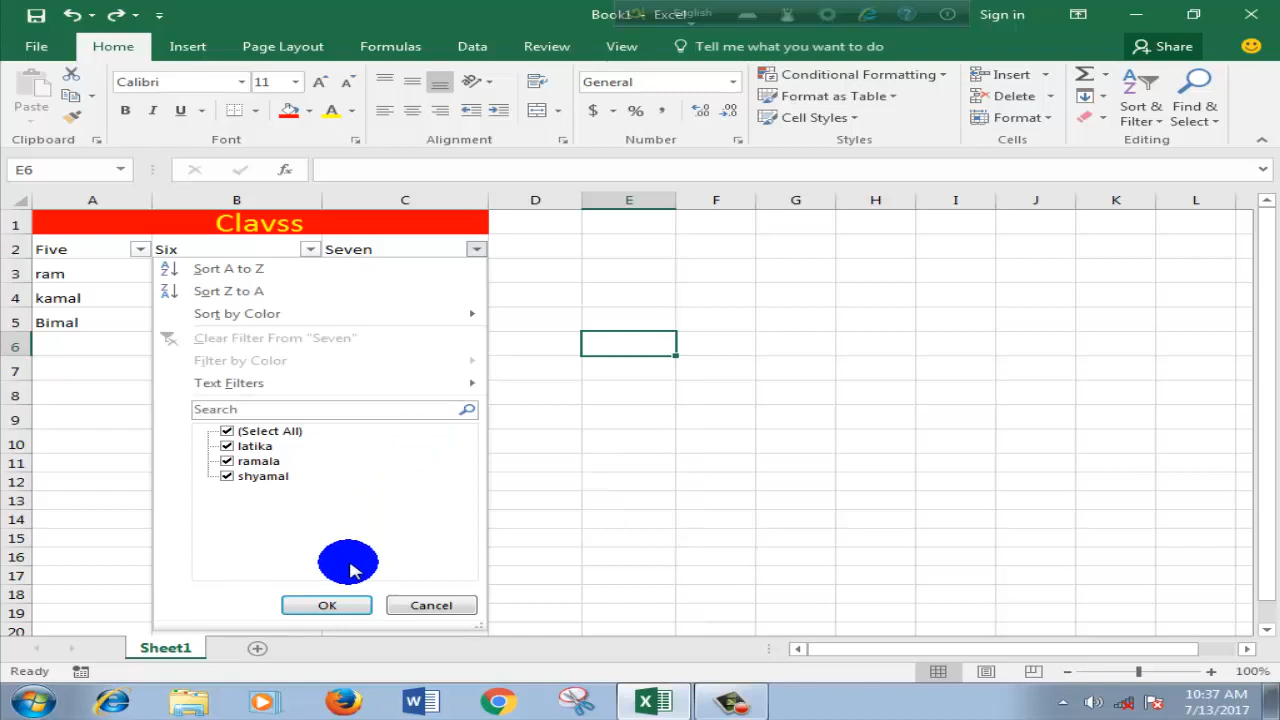 Book1 - Excel
English
Sign in
File Home Insert Page Layout Formulas Data Review View Tell me what you want to do Share
Paste
Calibri 11
B I U
General
$ % ,
Conditional Formatting
Format as Table
Cell Styles
Insert
Delete
Format
Sort & Filter
Find & Select
Clipboard Font Alignment Number Styles Cells Editing
E6 fx
A B C D E F G H I J K L
1 Clavss
2 Five Six Seven
3 ram
4 kamal
5 Bimal
6
7
8
9
10
11
12
13
14
15
16
17
18
19
20
Sort A to Z
Sort Z to A
Sort by Color
Clear Filter From "Seven"
Filter by Color
Text Filters
Search
(Select All)
latika
ramala
shyamal
OK Cancel
Sheet1
Ready 100%
10:37 AM
7/13/2017